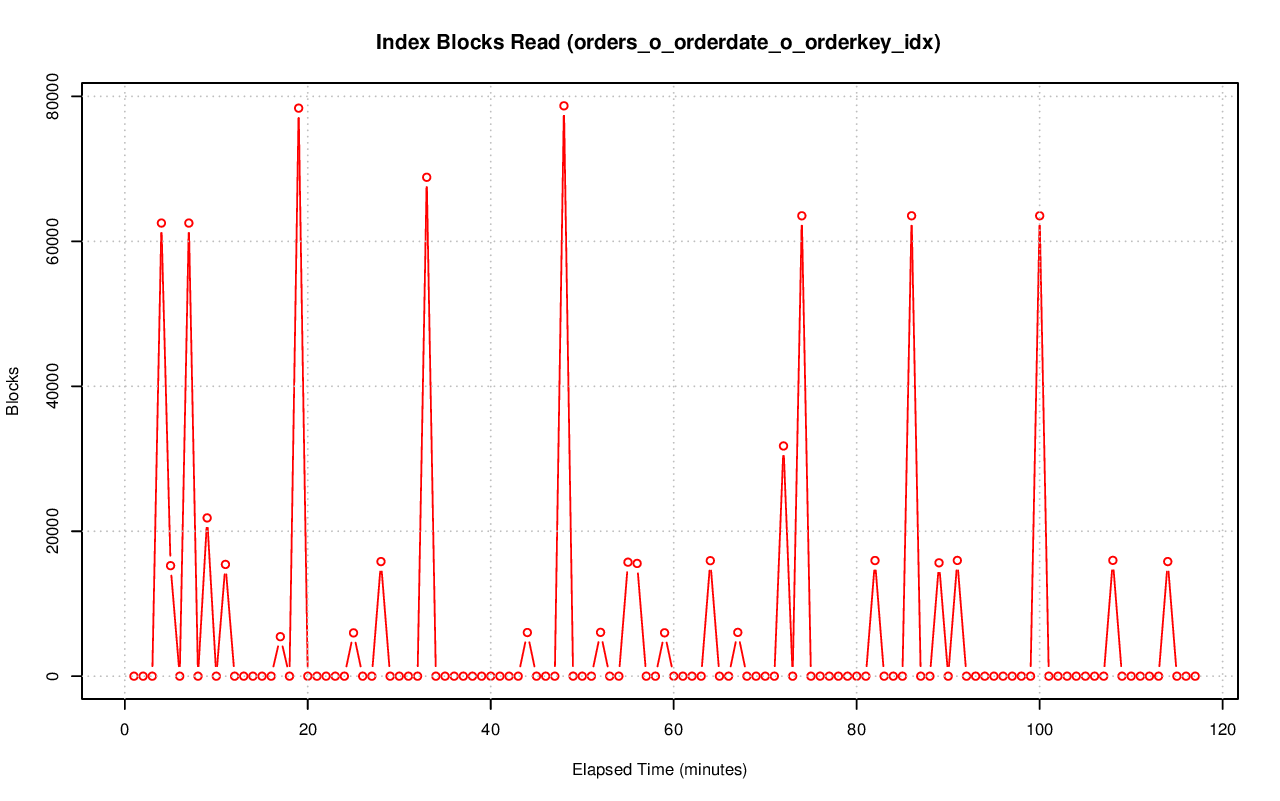 Index Blocks Read (orders_o_orderdate_o_orderkey_idx)
80000
60000
40000
20000
0
Blocks
0 20 40 60 80 100 120
Elapsed Time (minutes)